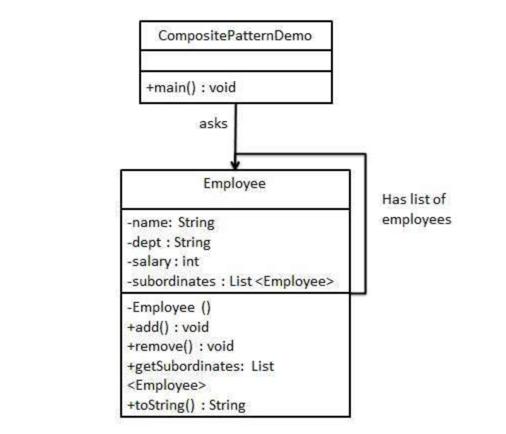 CompositePatternDemo
+main() : void
asks
Employee
Has list of
employees
-name: String
-dept : String
-salary : int
-subordinates : List <Employee>
-Employee ()
+add() : void
+remove() : void
+getSubordinates: List
<Employee>
+toString() : String